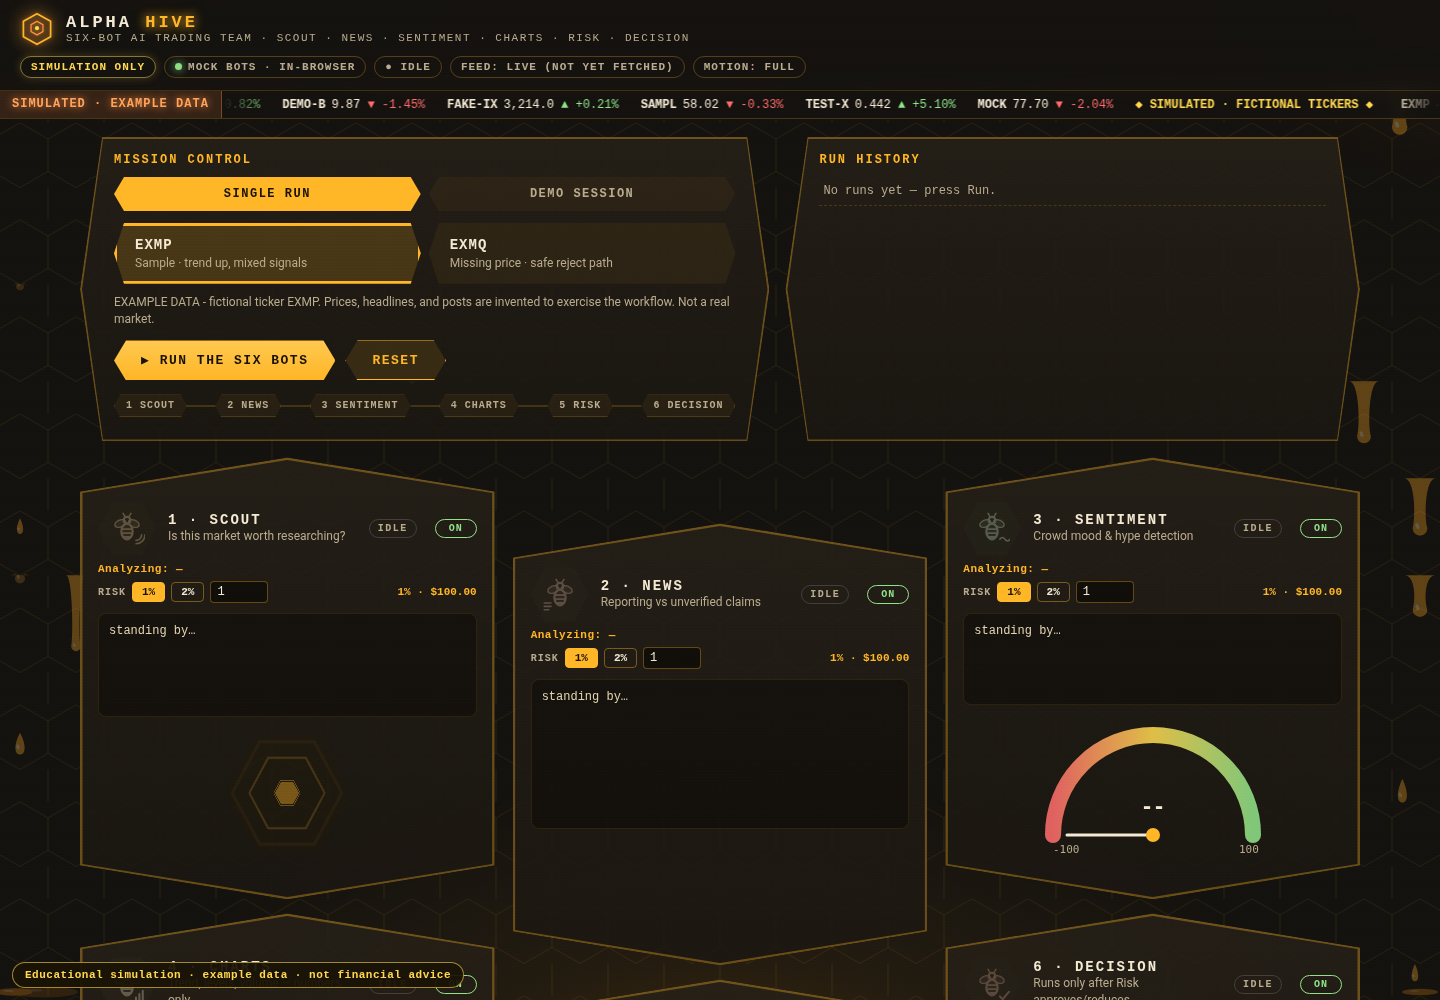 ALPHA HIVE
SIX-BOT AI TRADING TEAM · SCOUT · NEWS · SENTIMENT · CHARTS · RISK · DECISION
SIMULATION ONLY
MOCK BOTS · IN-BROWSER
● IDLE
FEED: LIVE (NOT YET FETCHED)
MOTION: FULL
SIMULATED · EXAMPLE DATA
0.82% DEMO-B 9.87 ▼ -1.45% FAKE-IX 3,214.0 ▲ +0.21% SAMPL 58.02 ▼ -0.33% TEST-X 0.442 ▲ +5.10% MOCK 77.70 ▼ -2.04% ◆ SIMULATED · FICTIONAL TICKERS ◆ EXMP
MISSION CONTROL
SINGLE RUN
DEMO SESSION
EXMP
Sample · trend up, mixed signals
EXMQ
Missing price · safe reject path
EXAMPLE DATA - fictional ticker EXMP. Prices, headlines, and posts are invented to exercise the workflow. Not a real
market.
▶ RUN THE SIX BOTS
RESET
1 SCOUT
2 NEWS
3 SENTIMENT
4 CHARTS
5 RISK
6 DECISION
RUN HISTORY
No runs yet — press Run.
1 · SCOUT
Is this market worth researching?
IDLE
ON
Analyzing: —
RISK 1% 2% 1 1% · $100.00
standing by…
2 · NEWS
Reporting vs unverified claims
IDLE
ON
Analyzing: —
RISK 1% 2% 1 1% · $100.00
standing by…
3 · SENTIMENT
Crowd mood & hype detection
IDLE
ON
Analyzing: —
RISK 1% 2% 1 1% · $100.00
standing by…
--
-100
100
Educational simulation · example data · not financial advice
only
6 · DECISION
Runs only after Risk
approves/reduces
IDLE
ON